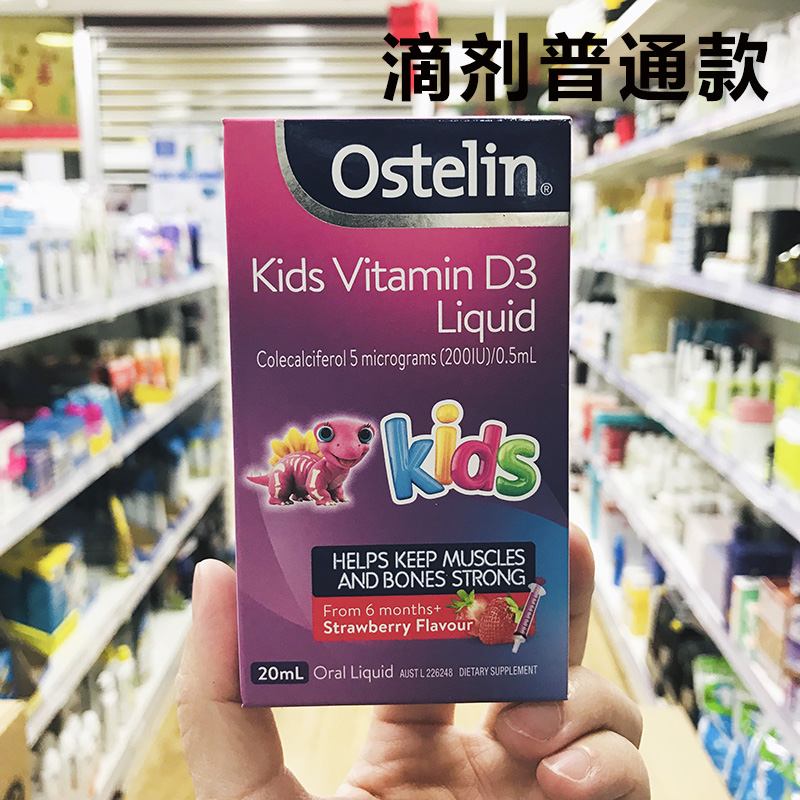 滴剂普通款
Ostelin®
Kids Vitamin D3
Liquid
Colecalciferol 5 micrograms (200IU)/0.5mL
kids
HELPS KEEP MUSCLES
AND BONES STRONG
From 6 months+
Strawberry Flavour
20mL Oral Liquid AUST L 226248 DIETARY SUPPLEMENT